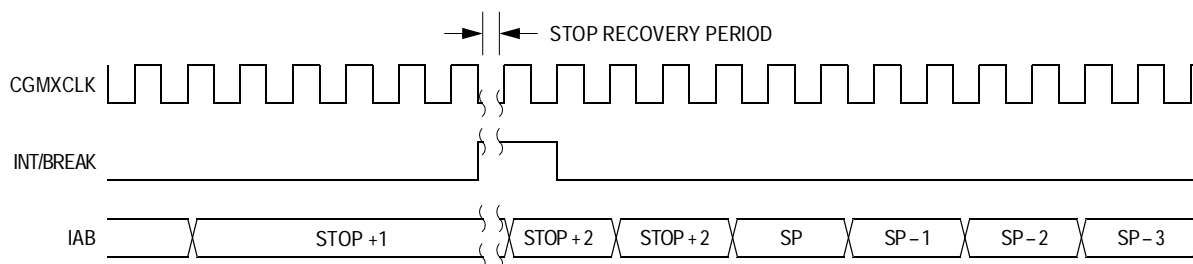 STOP RECOVERY PERIOD
CGMXCLK
INT/BREAK
IAB STOP +1 STOP + 2 STOP + 2 SP SP – 1 SP – 2 SP – 3